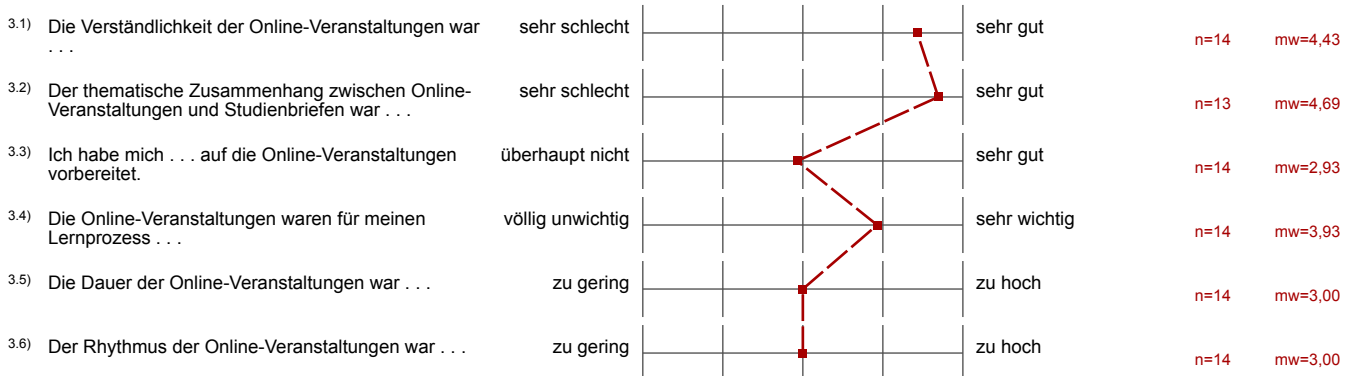 3.1) Die Verständlichkeit der Online-Veranstaltungen war sehr schlecht sehr gut n=14 mw=4,43
. . .
3.2) Der thematische Zusammenhang zwischen Online- sehr schlecht sehr gut n=13 mw=4,69
Veranstaltungen und Studienbriefen war . . .
3.3) Ich habe mich . . . auf die Online-Veranstaltungen überhaupt nicht sehr gut n=14 mw=2,93
vorbereitet.
3.4) Die Online-Veranstaltungen waren für meinen völlig unwichtig sehr wichtig n=14 mw=3,93
Lernprozess . . .
3.5) Die Dauer der Online-Veranstaltungen war . . . zu gering zu hoch n=14 mw=3,00
3.6) Der Rhythmus der Online-Veranstaltungen war . . . zu gering zu hoch n=14 mw=3,00